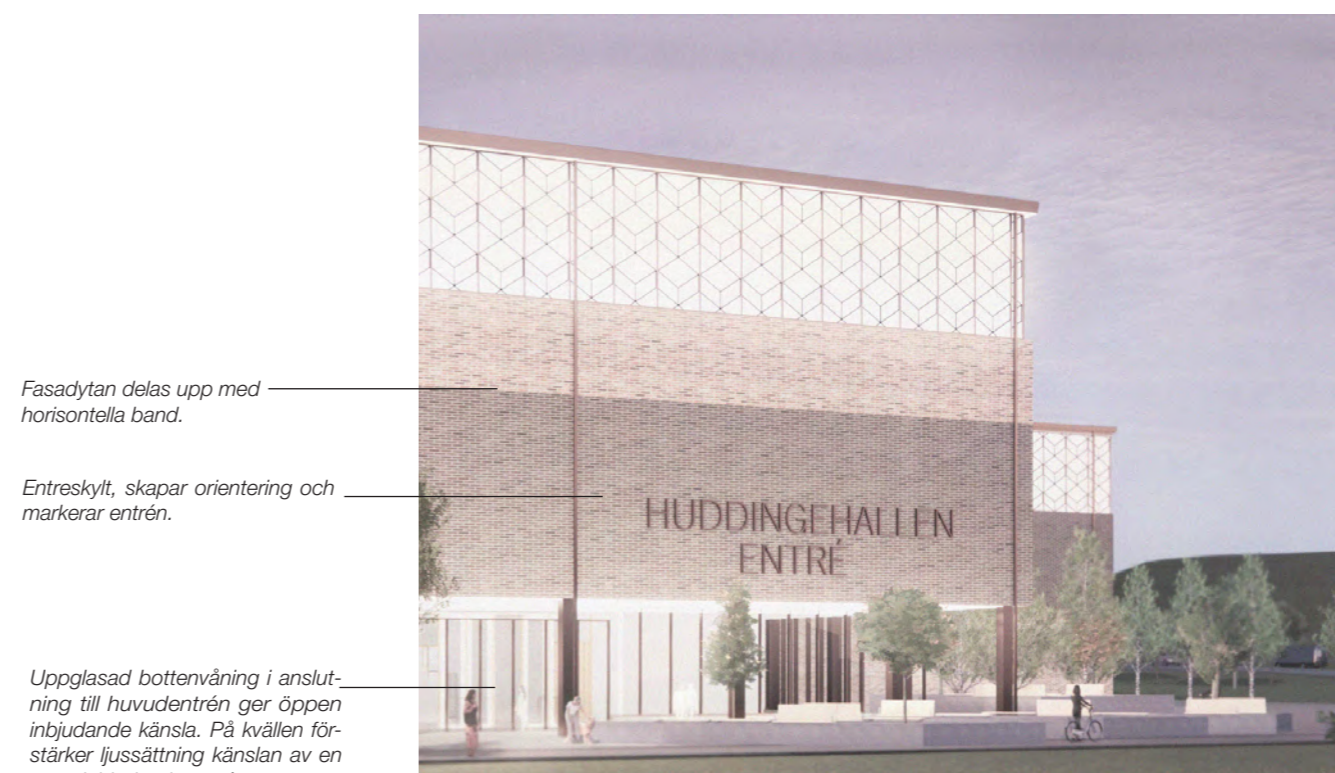 Fasadytan delas upp med
horisontella band.
Entreskylt, skapar orientering och
markerar entrén.
Uppglasad bottenvåning i anslut-
ning till huvudentrén ger öppen
inbjudande känsla. På kvällen för-
stärker ljussättning känslan av en
HUDDINGEHALLEN
ENTRÉ